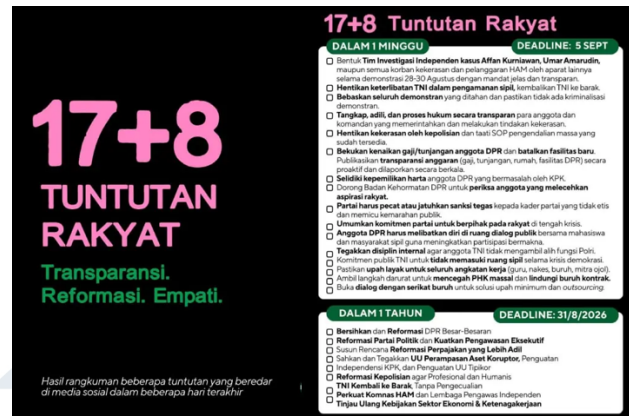 17+8
TUNTUTAN
RAKYAT
Transparansi.
Reformasi. Empati.
Hasil rangkuman beberapa tuntutan yang beredar
di media sosial dalam beberapa hari terakhir
17+8 Tuntutan Rakyat
DALAM 1 MINGGU
DEADLINE: 5 SEPT
Bentuk Tim Investigasi Independen kasus Affan Kurniawan, Umar Amarudin,
maupun semua korban kekerasan dan pelanggaran HAM oleh aparat lainnya
selama demonstrasi 28-30 Agustus dengan mandat jelas dan transparan.
Hentikan keterlibatan TNI dalam pengamanan sipil, kembalikan TNI ke barak.
Bebaskan seluruh demonstran yang ditahan dan pastikan tidak ada kriminalisasi
demonstran.
Tangkap, adili, dan proses hukum secara transparan para anggota dan
komandan yang memerintahkan dan melakukan tindakan kekerasan.
Hentikan kekerasan oleh kepolisian dan taati SOP pengendalian massa yang
sudah tersedia.
Bekukan kenaikan gaji/tunjangan anggota DPR dan batalkan fasilitas baru.
Publikasikan transparansi anggaran (gaji, tunjangan, rumah, fasilitas DPR) secara
proaktif dan dilaporkan secara berkala.
Selidiki kepemilikan harta anggota DPR yang bermasalah oleh KPK.
Dorong Badan Kehormatan DPR untuk periksa anggota yang melecehkan
aspirasi rakyat.
Partai harus pecat atau jatuhkan sanksi tegas kepada kader partai yang tidak etis
dan memicu kemarahan publik.
Umumkan komitmen partai untuk berpihak pada rakyat di tengah krisis.
Anggota DPR harus melibatkan diri di ruang dialog publik bersama mahasiswa
dan masyarakat sipil guna meningkatkan partisipasi bermakna.
Tegakkan disiplin internal agar anggota TNI tidak mengambil alih fungsi Polri.
Komitmen publik TNI untuk tidak memasuki ruang sipil selama krisis demokrasi.
Pastikan upah layak untuk seluruh angkatan kerja (guru, nakes, buruh, mitra ojol).
Ambil langkah darurat untuk mencegah PHK massal dan lindungi buruh kontrak.
Buka dialog dengan serikat buruh untuk solusi upah minimum dan outsourcing.
DALAM 1 TAHUN
DEADLINE: 31/8/2026
Bersihkan dan Reformasi DPR Besar-Besaran
Reformasi Partai Politik dan Kuatkan Pengawasan Eksekutif
Susun Rencana Reformasi Perpajakan yang Lebih Adil
Sahkan dan Tegakkan UU Perampasan Aset Koruptor, Penguatan
Independensi KPK, dan Penguatan UU Tipikor
Reformasi Kepolisian agar Profesional dan Humanis
TNI Kembali ke Barak, Tanpa Pengecualian
Perkuat Komnas HAM dan Lembaga Pengawas Independen
Tinjau Ulang Kebijakan Sektor Ekonomi & Ketenagakerjaan